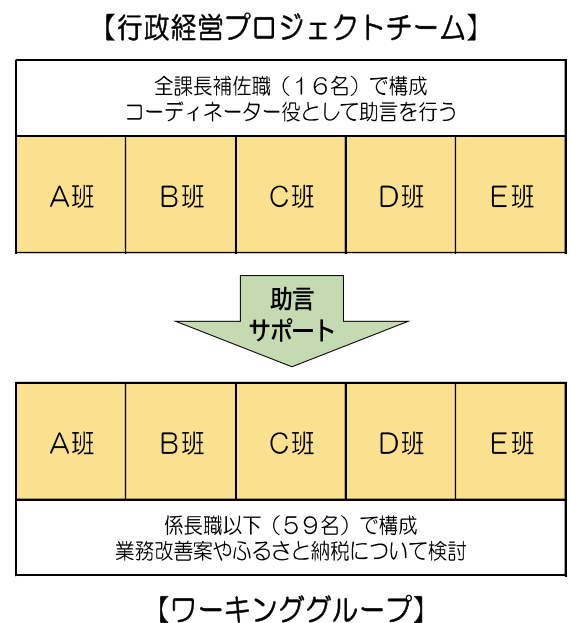 【行政経営プロジェクトチーム】
全課長補佐職（１６名）で構成
コーディネーター役として助言を行う
Ａ班 Ｂ班 Ｃ班 Ｄ班 Ｅ班
助言
サポート
Ａ班 Ｂ班 Ｃ班 Ｄ班 Ｅ班
係長職以下（５９名）で構成
業務改善案やふるさと納税について検討
【ワーキンググループ】